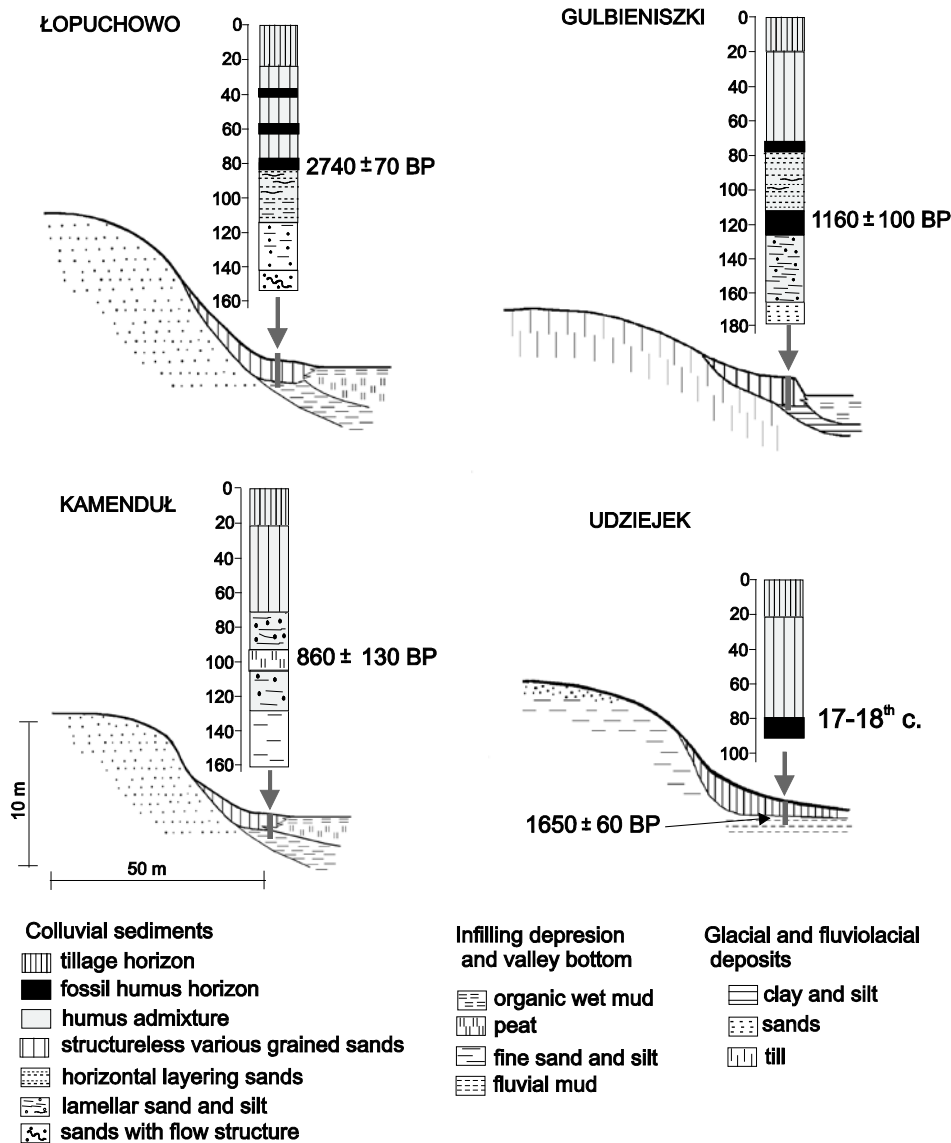 ŁOPUCHOWO
0
20
40
60
80
100
120
140
160
2740 ± 70 BP
GULBIENISZKI
0
20
40
60
80
100
120
140
160
180
1160 ± 100 BP
KAMENDUŁ
0
20
40
60
80
100
120
140
160
860 ± 130 BP
10 m
50 m
UDZIEJEK
0
20
40
60
80
100
17-18th c.
1650 ± 60 BP
Colluvial sediments
tillage horizon
fossil humus horizon
humus admixture
structureless various grained sands
horizontal layering sands
lamellar sand and silt
sands with flow structure
Infilling depresion
and valley bottom
organic wet mud
peat
fine sand and silt
fluvial mud
Glacial and fluviolacial
deposits
clay and silt
sands
till